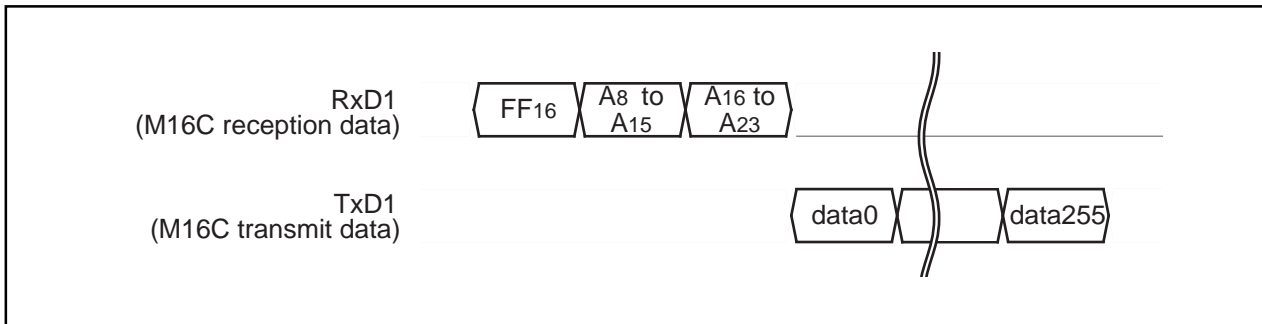 RxD1
(M16C reception data)
FF16
A8 to
A15
A16 to
A23
TxD1
(M16C transmit data)
data0
data255